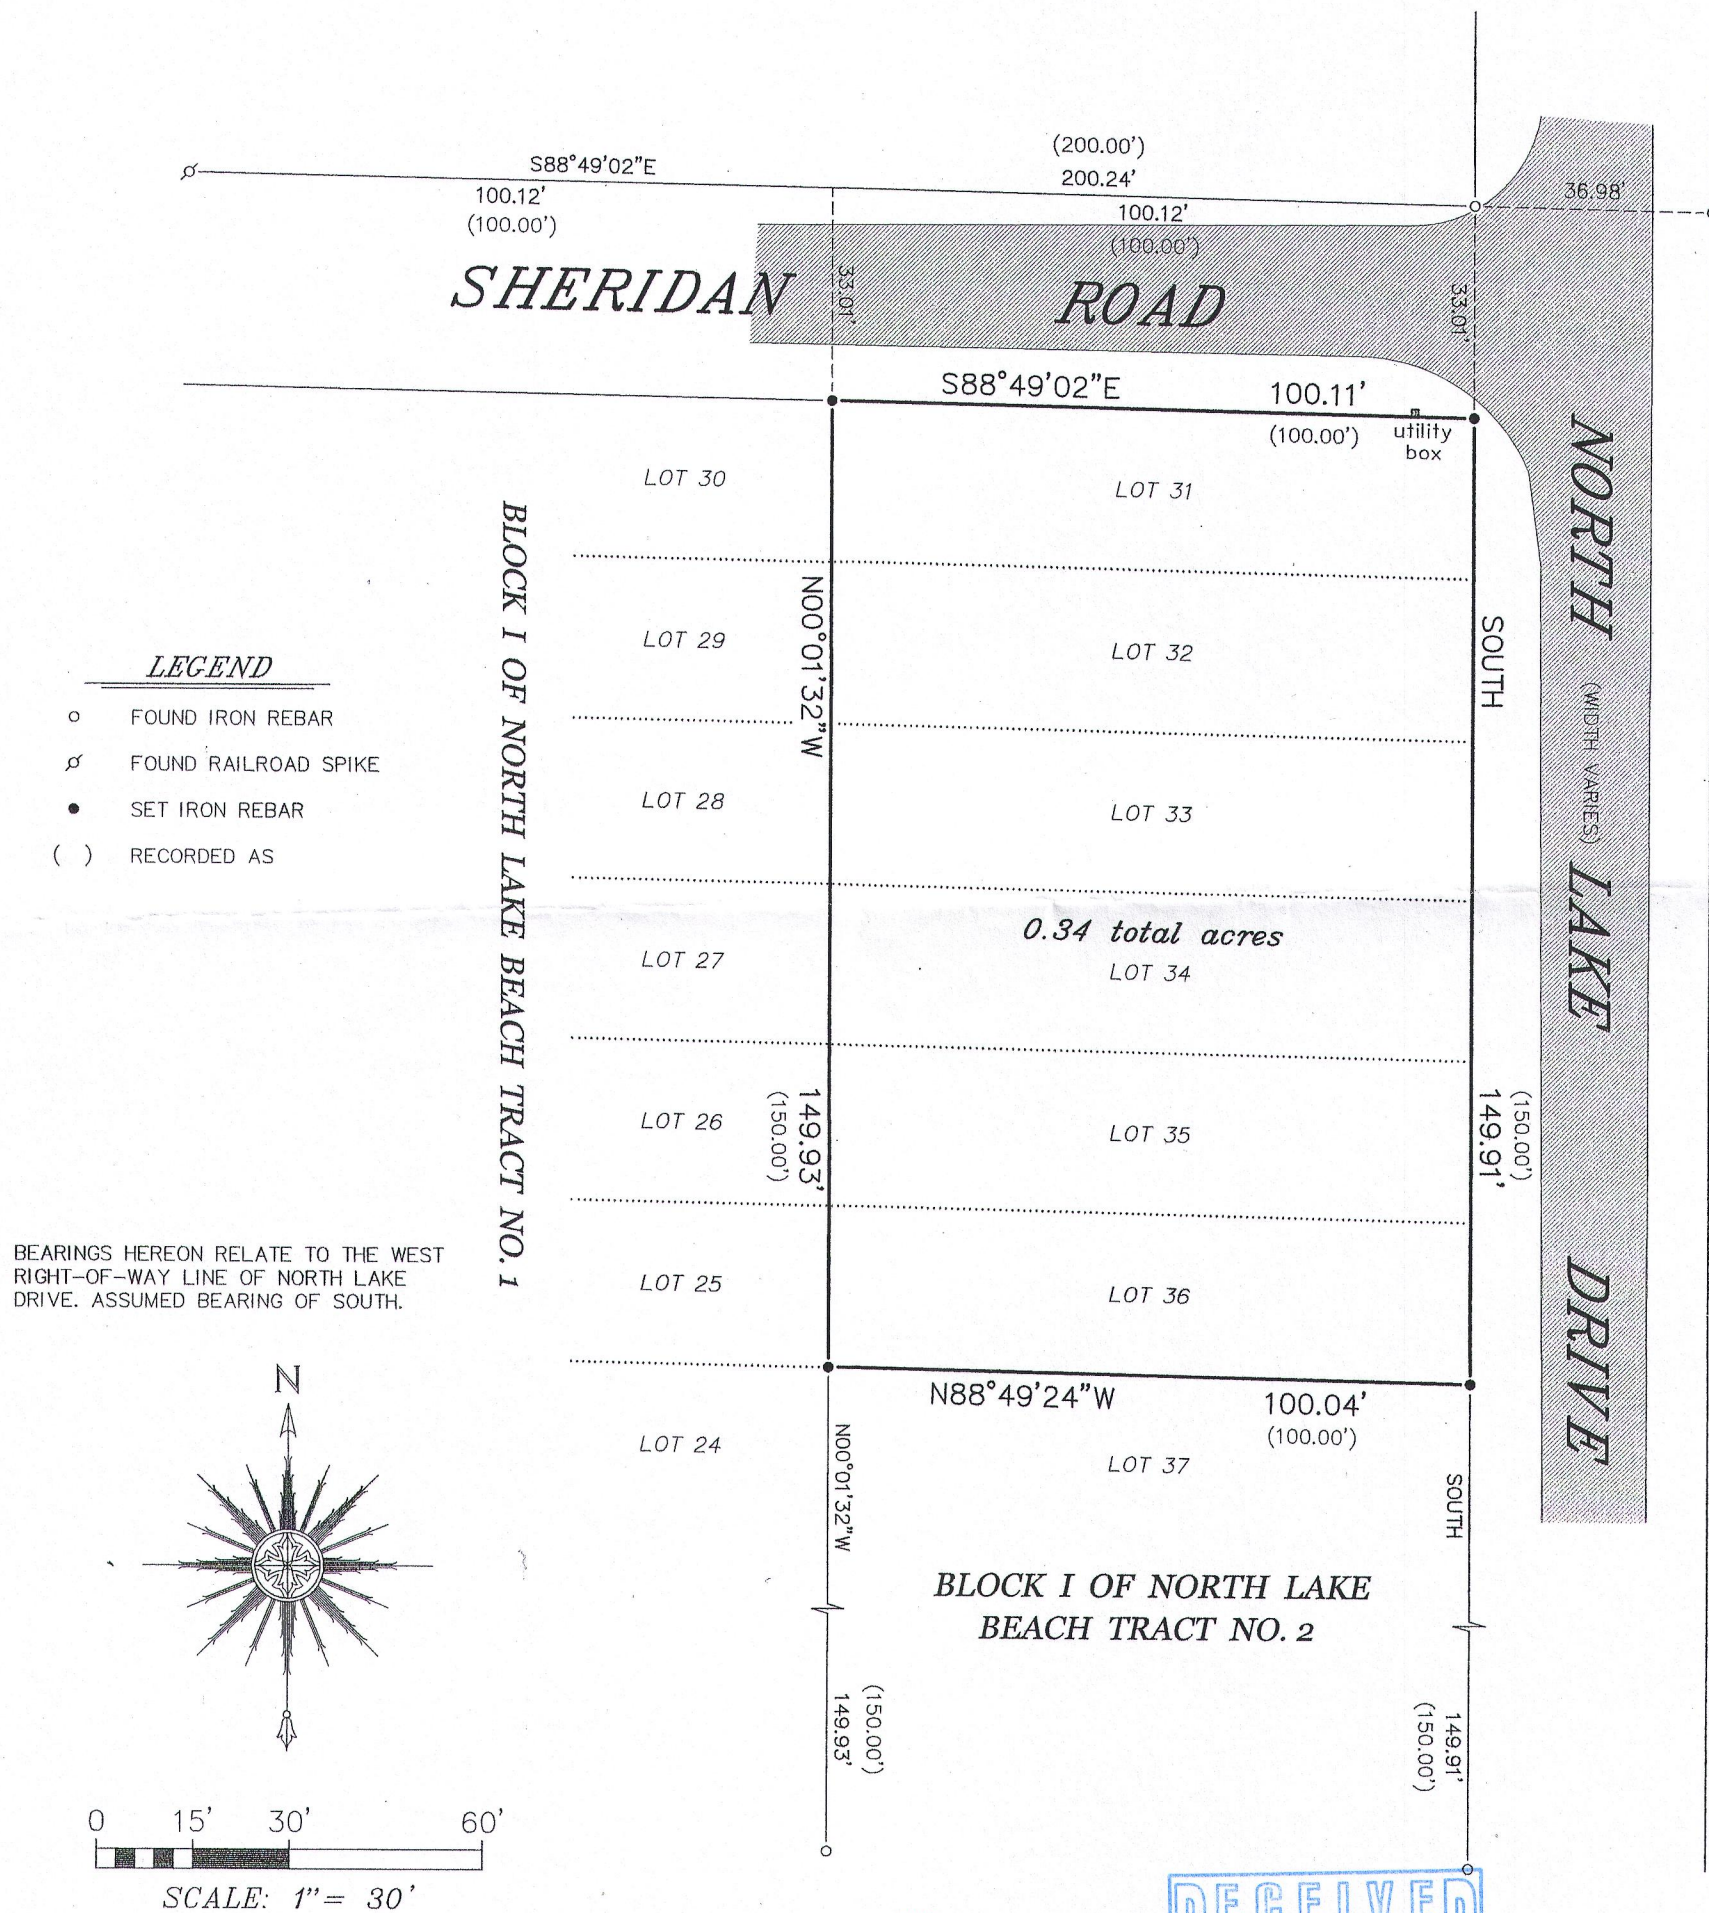 (200.00')
S88°49'02"E
200.24'
36.98'
100.12'
(100.00')
100.12'
(100.00')
SHERIDAN ROAD
33.01'
33.01'
S88°49'02"E 100.11'
(100.00')
utility
box
LOT 30
LOT 31
LOT 29
LOT 32
LOT 28
LOT 33
LOT 27
0.34 total acres
LOT 34
LOT 26
LOT 35
LOT 25
LOT 36
LOT 24
LOT 37
BLOCK I OF NORTH LAKE BEACH TRACT NO. 1
N00°01'32"W
149.93'
(150.00')
SOUTH
(150.00')
149.91'
NORTH (WIDTH VARIES) LAKE DRIVE
LEGEND
FOUND IRON REBAR
FOUND RAILROAD SPIKE
SET IRON REBAR
( ) RECORDED AS
BEARINGS HEREON RELATE TO THE WEST
RIGHT-OF-WAY LINE OF NORTH LAKE
DRIVE. ASSUMED BEARING OF SOUTH.
N
N88°49'24"W 100.04'
(100.00')
N00°01'32"W
SOUTH
BLOCK I OF NORTH LAKE
BEACH TRACT NO. 2
(150.00')
149.93'
149.91'
(150.00')
0 15' 30' 60'
SCALE: 1"= 30'
RECEIVED